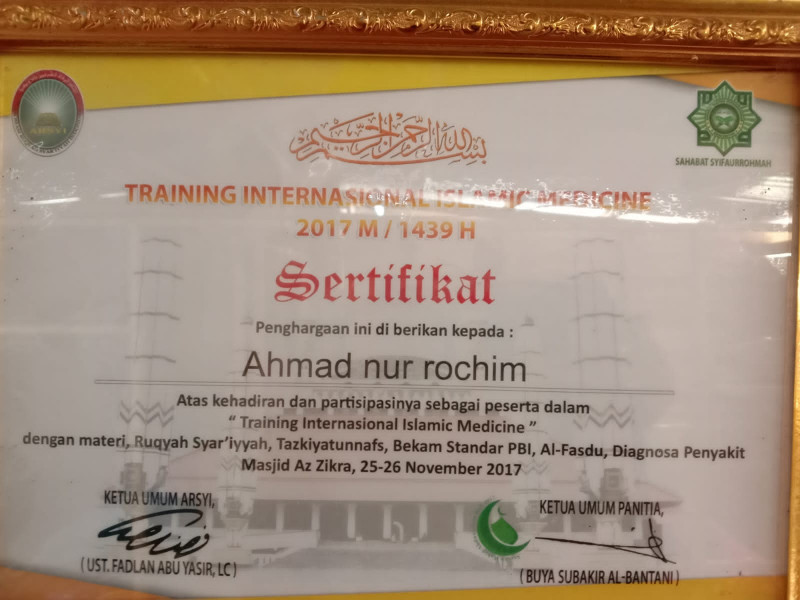 ARSYI
SAHABAT SYIFAURROHMAH
بسم الله الرحمن الرحيم
TRAINING INTERNASIONAL ISLAMIC MEDICINE
2017 M / 1439 H
Sertifikat
Penghargaan ini di berikan kepada :
Ahmad nur rochim
Atas kehadiran dan partisipasinya sebagai peserta dalam
“ Training Internasional Islamic Medicine ”
dengan materi, Ruqyah Syar’iyyah, Tazkiyatunnafs, Bekam Standar PBI, Al-Fasdu, Diagnosa Penyakit
Masjid Az Zikra, 25-26 November 2017
KETUA UMUM ARSYI,
( UST. FADLAN ABU YASIR, LC )
KETUA UMUM PANITIA,
( BUYA SUBAKIR AL-BANTANI )